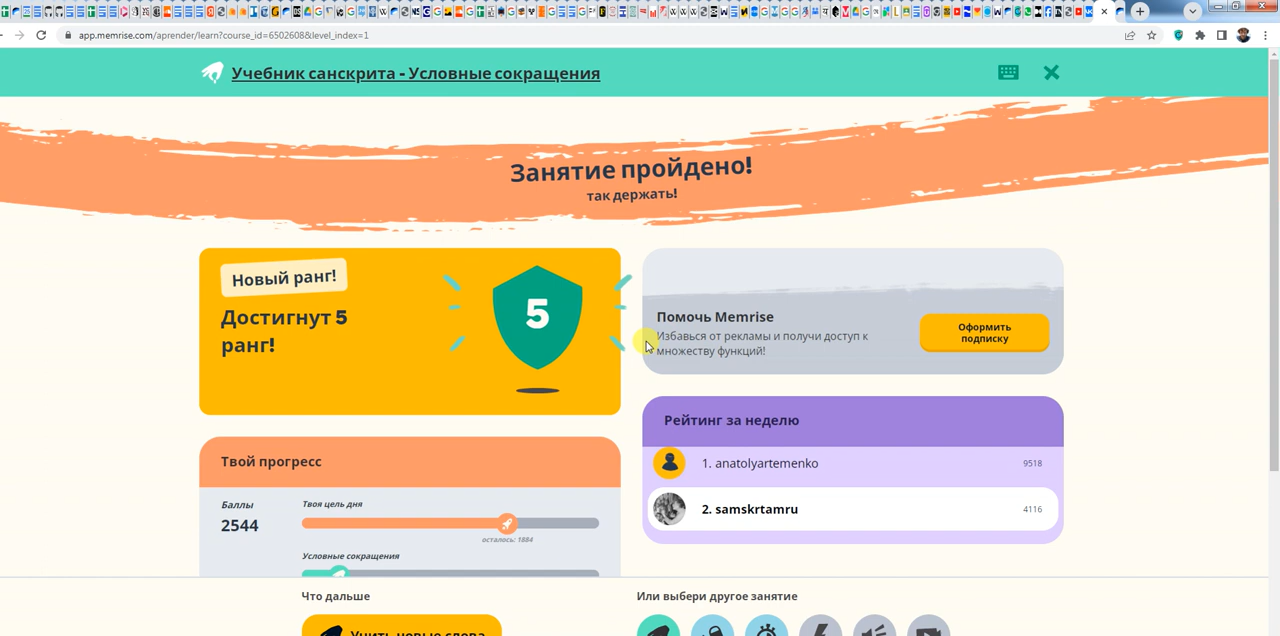 app.memrise.com/aprender/learn?course_id=6502608&level_index=1
Учебник санскрита - Условные сокращения
Занятие пройдено!
так держать!
Новый ранг!
Достигнут 5
ранг!
5
Помочь Memrise
Избавься от рекламы и получи доступ к
множеству функций!
Оформить
подписку
Рейтинг за неделю
1. anatolyartemenko 9518
2. samskrtamru 4116
Твой прогресс
Баллы
2544
Твоя цель дня
осталось: 1884
Условные сокращения
Что дальше
Учить новые слова
Или выбери другое занятие